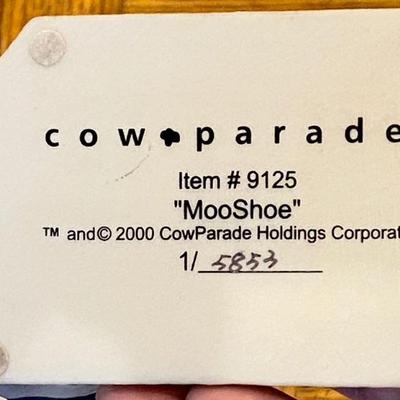 cow parade
Item # 9125
"MooShoe"
™ and © 2000 CowParade Holdings Corporat
1/ 5853